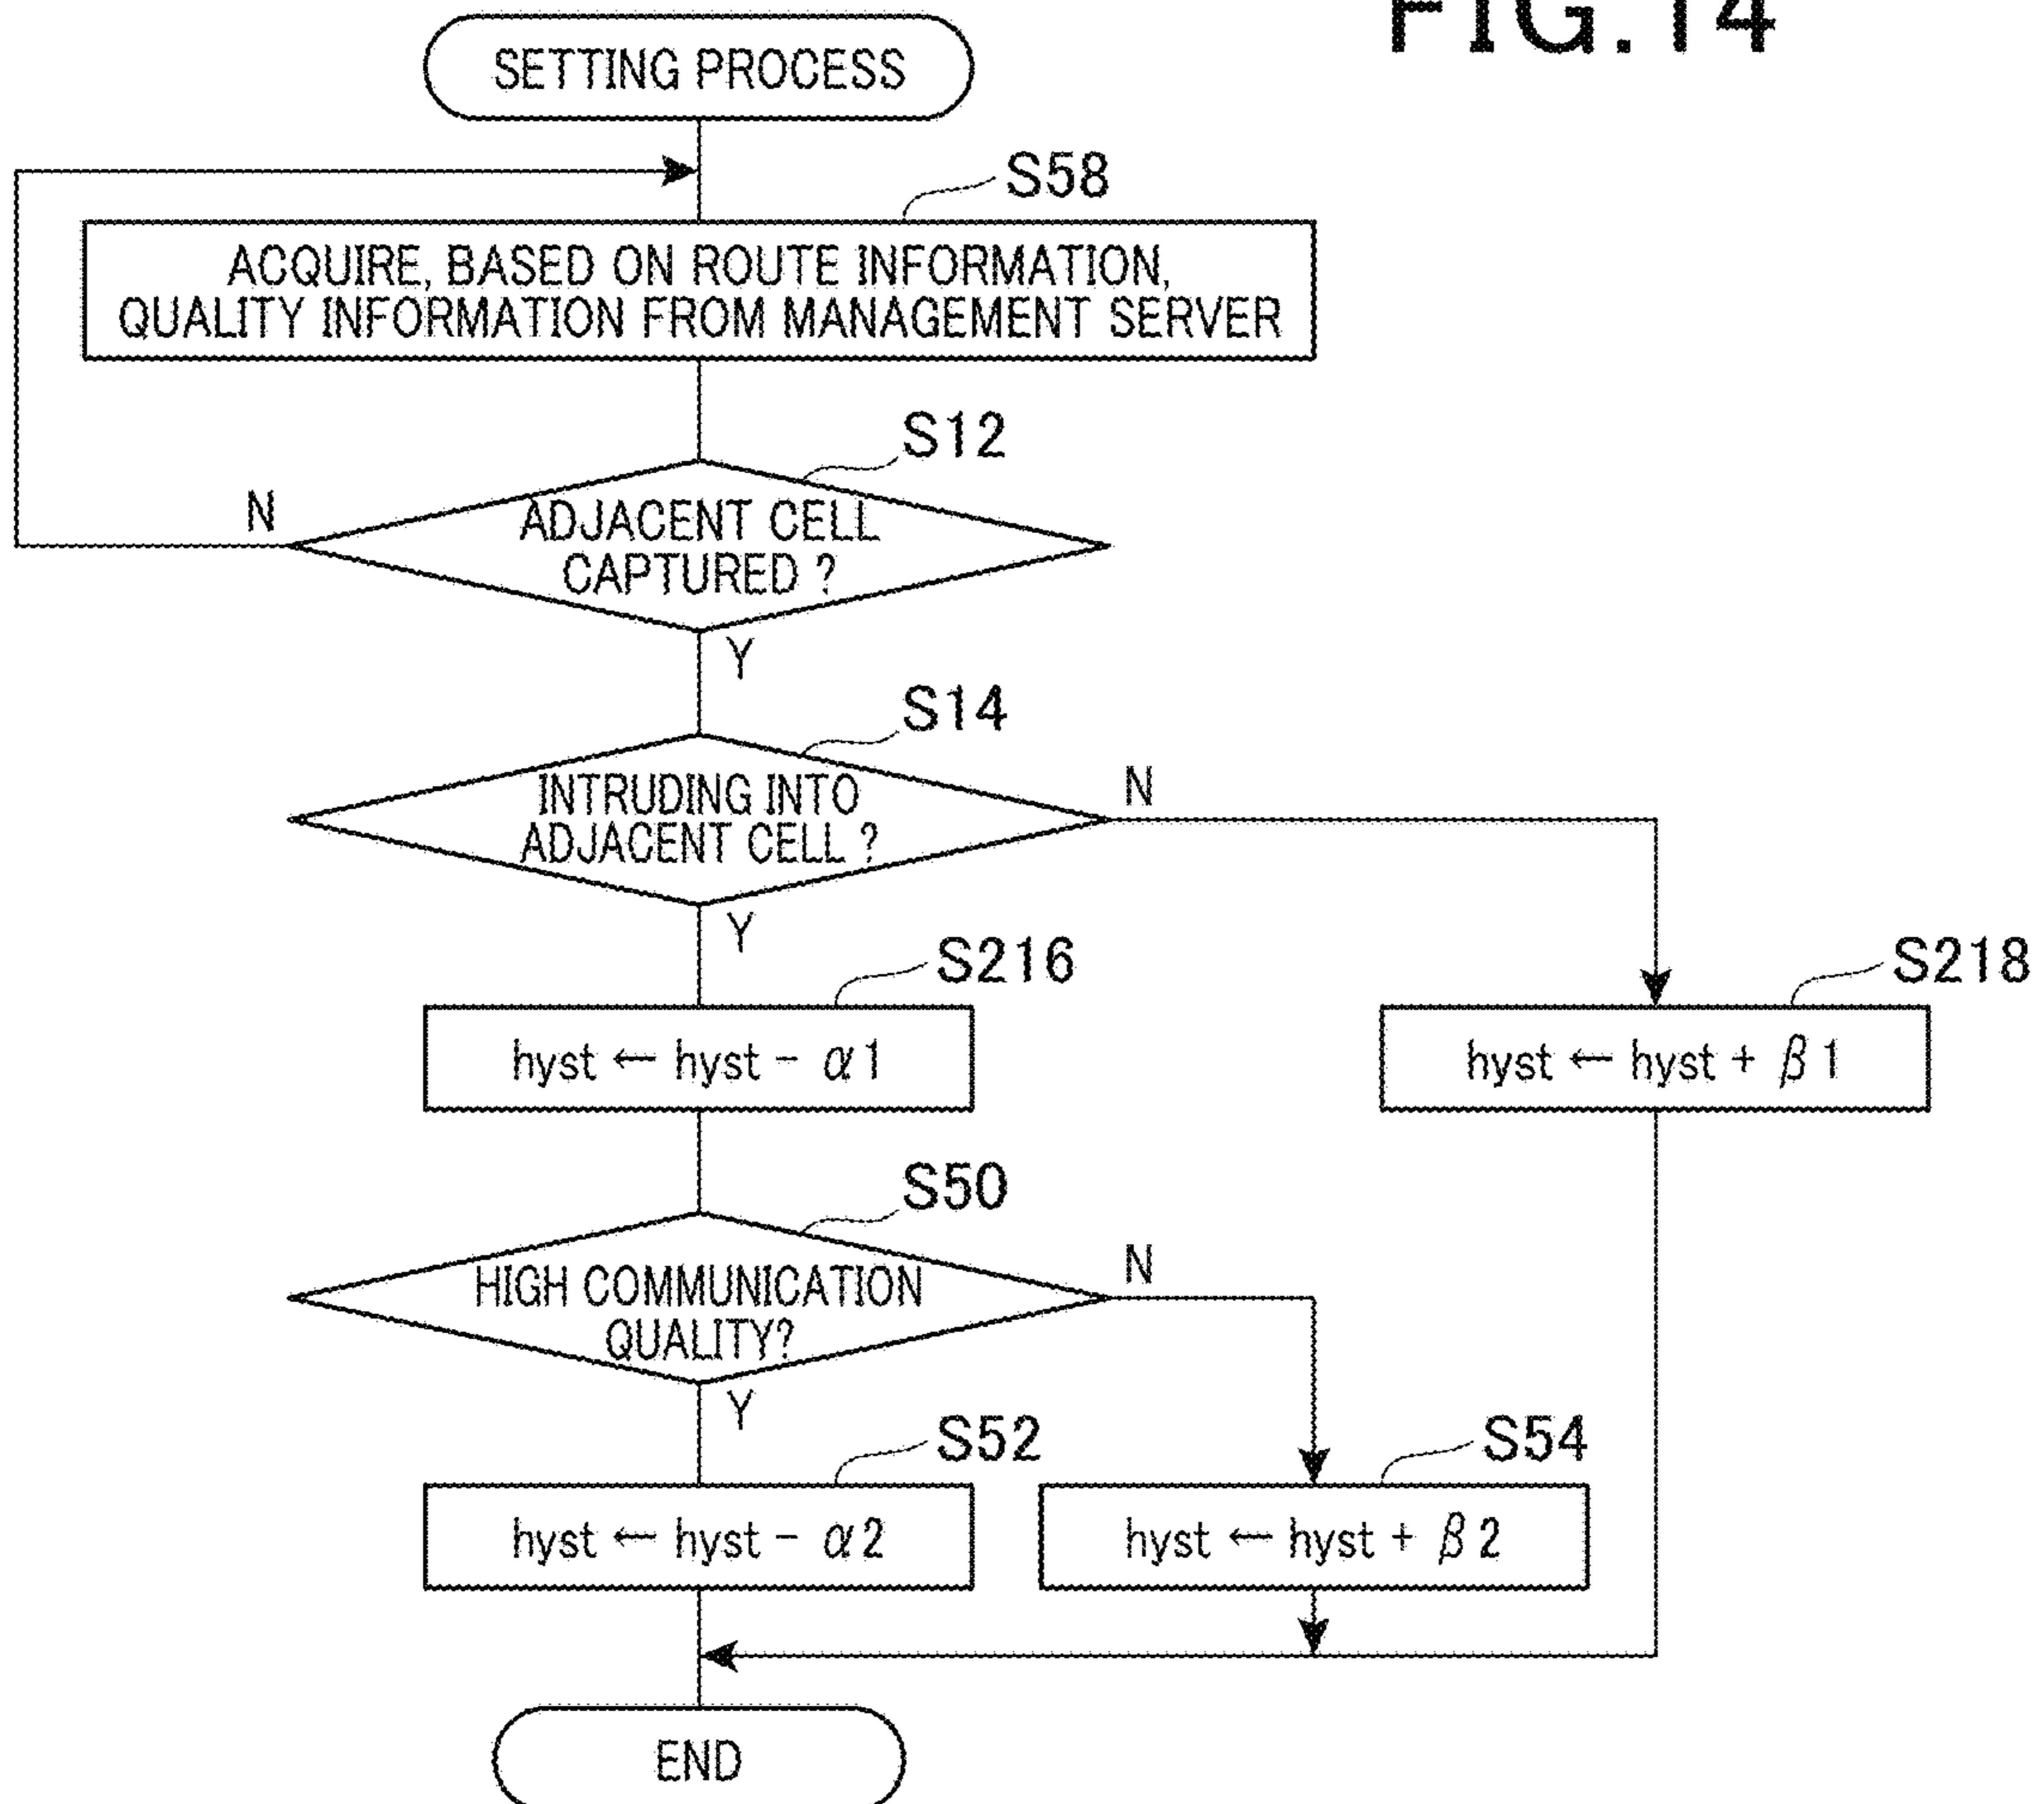 FIG.14
SETTING PROCESS
S58
ACQUIRE, BASED ON ROUTE INFORMATION,
QUALITY INFORMATION FROM MANAGEMENT SERVER
S12
N
ADJACENT CELL
CAPTURED ?
Y
S14
N
INTRUDING INTO
ADJACENT CELL ?
Y
S216
S218
hyst ← hyst - α1
hyst ← hyst + β1
S50
N
HIGH COMMUNICATION
QUALITY?
Y
S52
S54
hyst ← hyst - α2
hyst ← hyst + β2
END